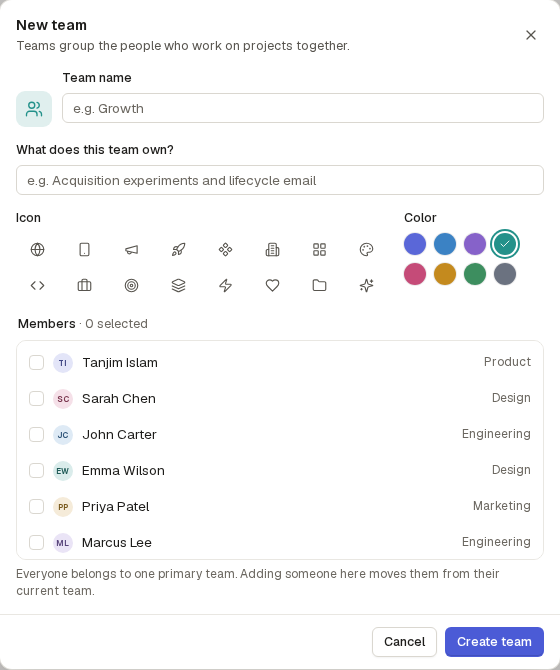 New team
Teams group the people who work on projects together.
Team name
e.g. Growth
What does this team own?
e.g. Acquisition experiments and lifecycle email
Icon
Color
Members · 0 selected
TI Tanjim Islam Product
SC Sarah Chen Design
JC John Carter Engineering
EW Emma Wilson Design
PP Priya Patel Marketing
ML Marcus Lee Engineering
Everyone belongs to one primary team. Adding someone here moves them from their
current team.
Cancel Create team